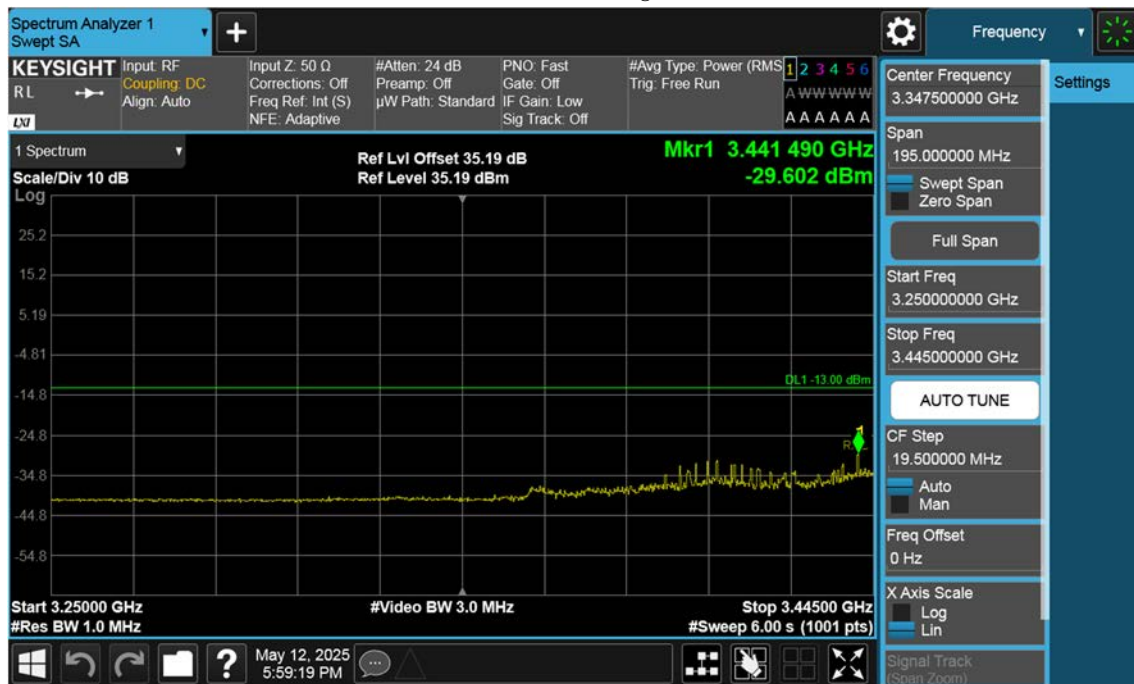 Spectrum Analyzer 1
Swept SA
+
Frequency
KEYSIGHT
RL
LXI
Input: RF
Coupling: DC
Align: Auto
Input Z: 50 Ω
Corrections: Off
Freq Ref: Int (S)
NFE: Adaptive
#Atten: 24 dB
Preamp: Off
µW Path: Standard
PNO: Fast
Gate: Off
IF Gain: Low
Sig Track: Off
#Avg Type: Power (RMS
Trig: Free Run
1 2 3 4 5 6
A W W W W W
A A A A A A
1 Spectrum
Scale/Div 10 dB
Log
Ref Lvl Offset 35.19 dB
Ref Level 35.19 dBm
Mkr1 3.441 490 GHz
-29.602 dBm
25.2
15.2
5.19
-4.81
-14.8
-24.8
-34.8
-44.8
-54.8
DL1 -13.00 dBm
1
Start 3.25000 GHz
#Res BW 1.0 MHz
#Video BW 3.0 MHz
Stop 3.44500 GHz
#Sweep 6.00 s (1001 pts)
?
May 12, 2025
5:59:19 PM
Center Frequency
3.347500000 GHz
Span
195.000000 MHz
Swept Span
Zero Span
Full Span
Start Freq
3.250000000 GHz
Stop Freq
3.445000000 GHz
AUTO TUNE
CF Step
19.500000 MHz
Auto
Man
Freq Offset
0 Hz
X Axis Scale
Log
Lin
Signal Track
(Span Zoom)
Settings